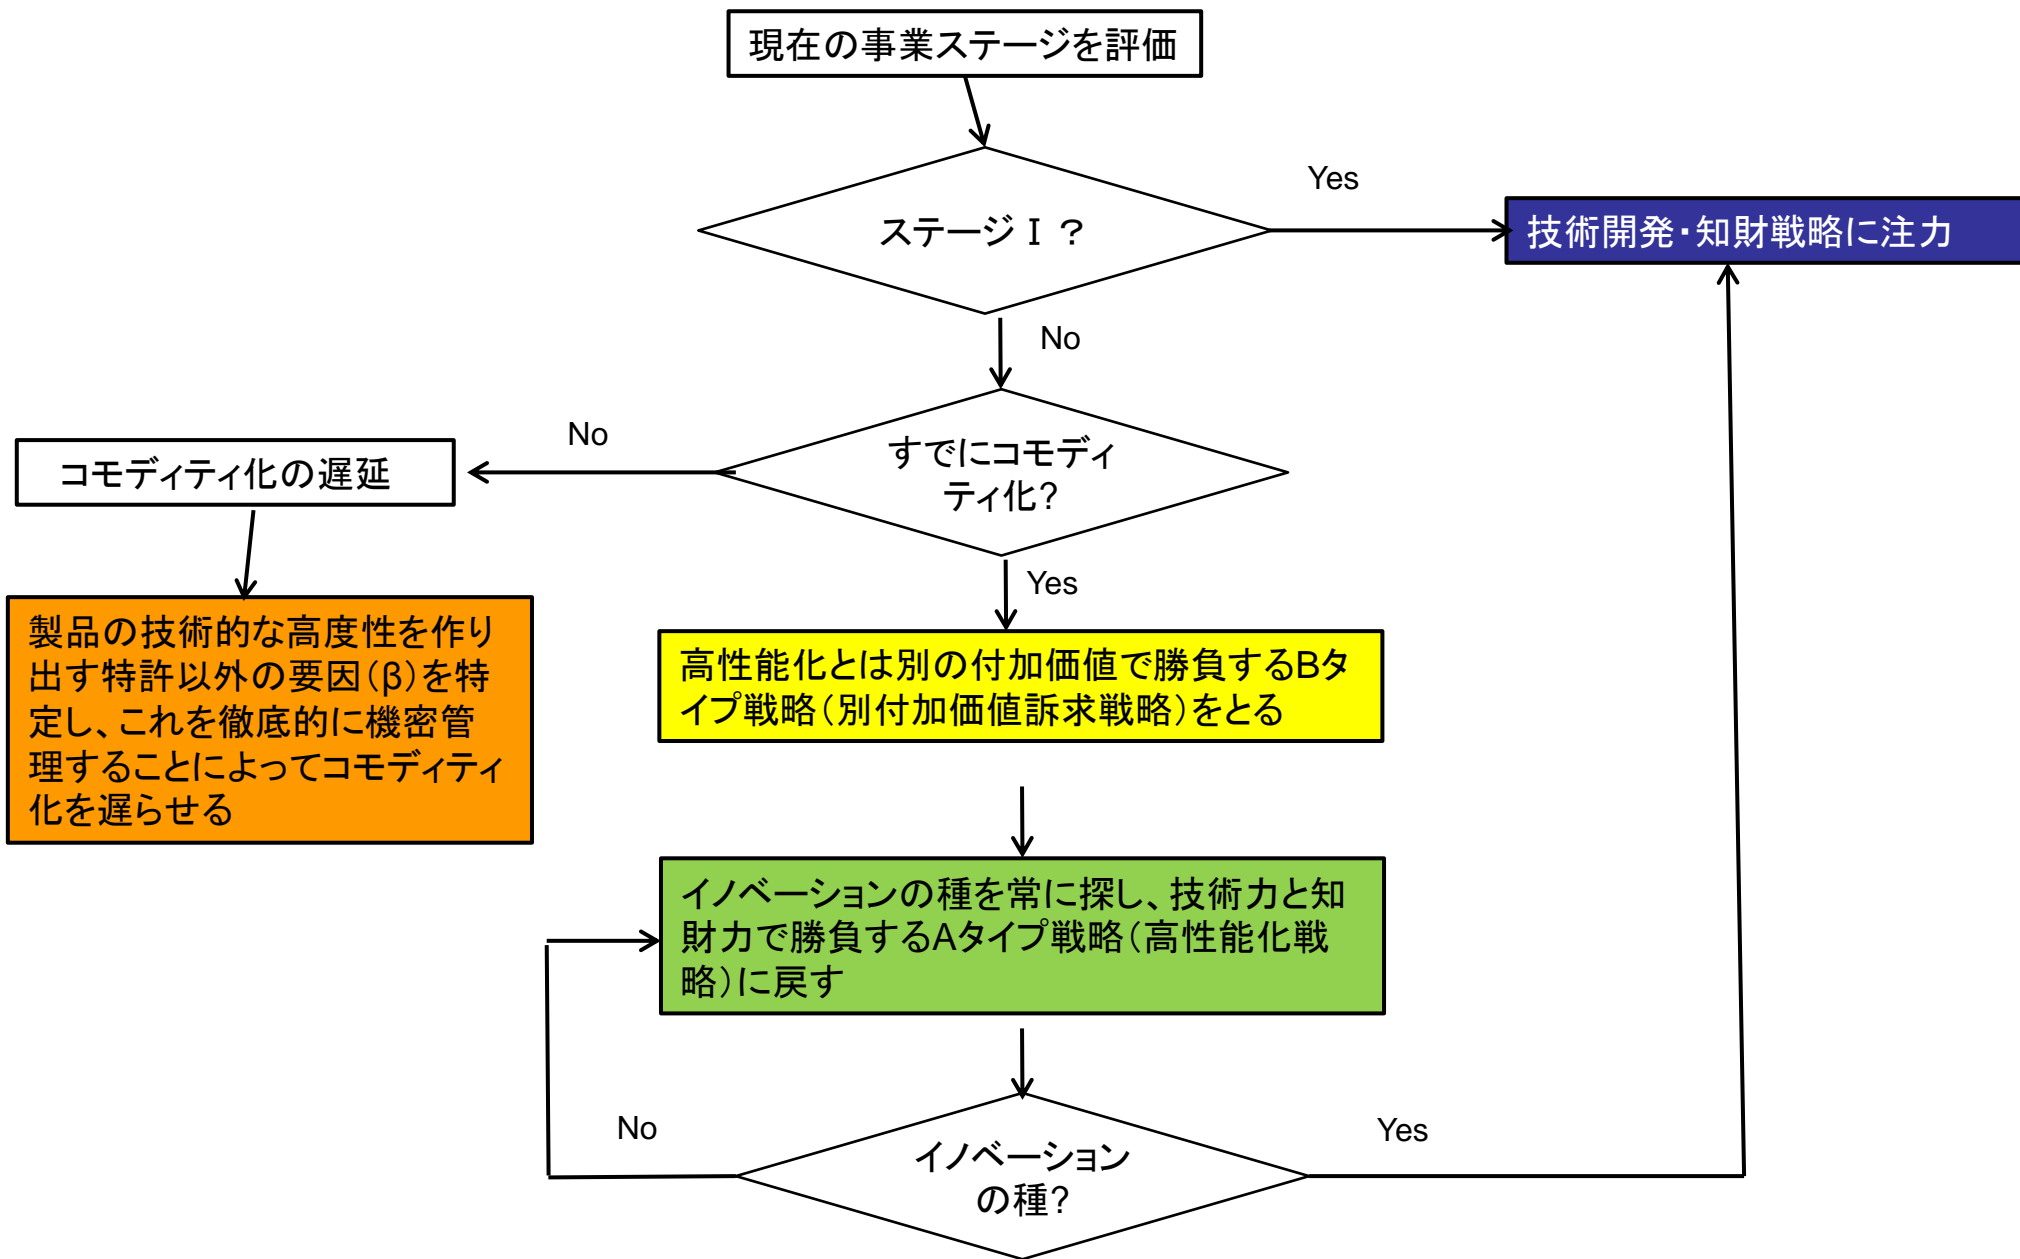 現在の事業ステージを評価
Yes
ステージⅠ？
技術開発・知財戦略に注力
No
No
すでにコモディ
ティ化?
コモディティ化の遅延
Yes
製品の技術的な高度性を作り
出す特許以外の要因(β)を特
定し、これを徹底的に機密管
理することによってコモディティ
化を遅らせる
高性能化とは別の付加価値で勝負するBタ
イプ戦略(別付加価値訴求戦略)をとる
イノベーションの種を常に探し、技術力と知
財力で勝負するAタイプ戦略(高性能化戦
略)に戻す
No
Yes
イノベーション
の種?